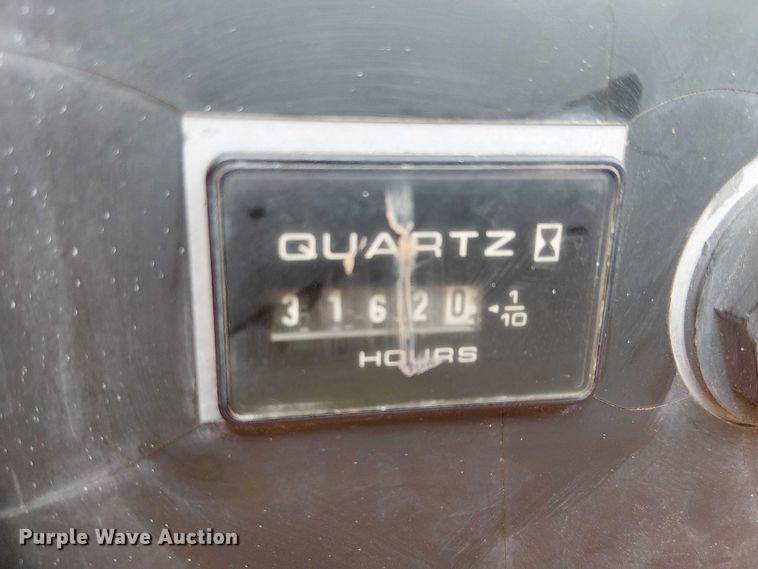 QUARTZ
31620 1/10
HOURS
Purple Wave Auction